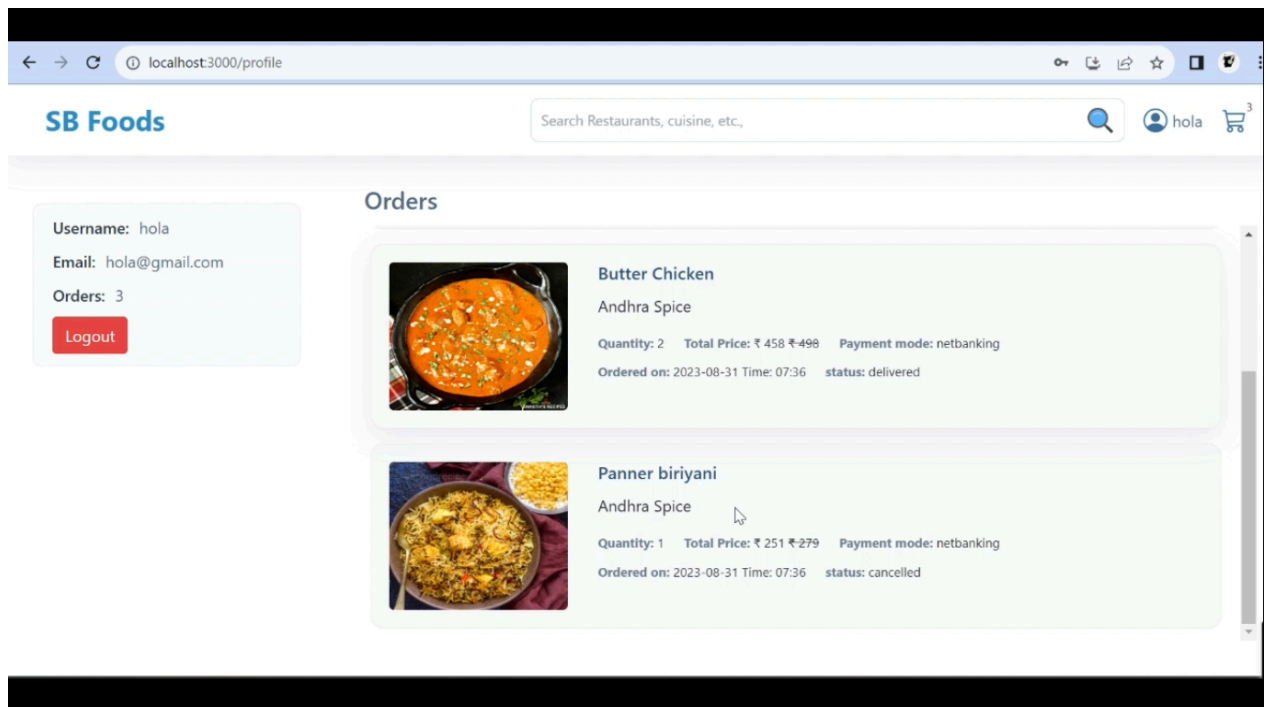 localhost:3000/profile
SB Foods
Search Restaurants, cuisine, etc.,
hola
3
Username: hola
Email: hola@gmail.com
Orders: 3
Logout
Orders
Butter Chicken
Andhra Spice
Quantity: 2 Total Price: ₹ 458 ₹ 498 Payment mode: netbanking
Ordered on: 2023-08-31 Time: 07:36 status: delivered
Panner biriyani
Andhra Spice
Quantity: 1 Total Price: ₹ 251 ₹ 279 Payment mode: netbanking
Ordered on: 2023-08-31 Time: 07:36 status: cancelled